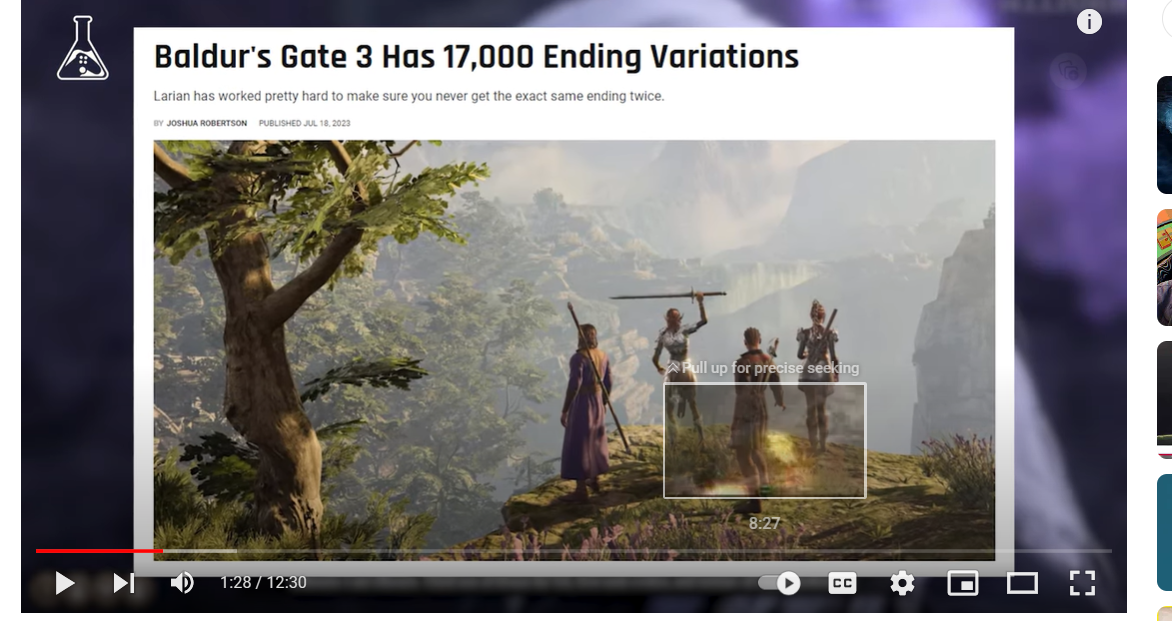 Baldur's Gate 3 Has 17,000 Ending Variations
Larian has worked pretty hard to make sure you never get the exact same ending twice.
BY JOSHUA ROBERTSON PUBLISHED JUL 18, 2023
Pull up for precise seeking
8:27
1:28 / 12:30
CC